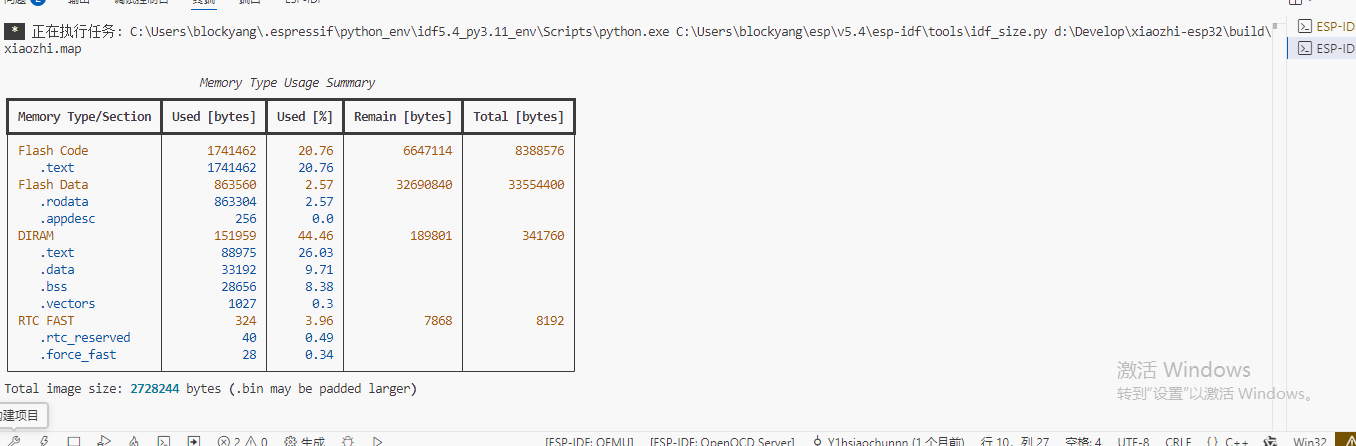 * 正在执行任务: C:\Users\blockyang\.espressif\python_env\idf5.4_py3.11_env\Scripts\python.exe C:\Users\blockyang\esp\v5.4\esp-idf\tools\idf_size.py d:\Develop\xiaozhi-esp32\build\
xiaozhi.map
ESP-ID
ESP-ID
Memory Type Usage Summary
Memory Type/Section Used [bytes] Used [%] Remain [bytes] Total [bytes]
Flash Code 1741462 20.76 6647114 8388576
.text 1741462 20.76
Flash Data 863560 2.57 32690840 33554400
.rodata 863304 2.57
.appdesc 256 0.0
DIRAM 151959 44.46 189801 341760
.text 88975 26.03
.data 33192 9.71
.bss 28656 8.38
.vectors 1027 0.3
RTC FAST 324 3.96 7868 8192
.rtc_reserved 40 0.49
.force_fast 28 0.34
Total image size: 2728244 bytes (.bin may be padded larger)
激活 Windows
转到“设置”以激活 Windows。
建项目
2 0 生成 [ESP-IDF: QEMU] [ESP-IDF: OpenOCD Server] Y1hsiaochunnn (1 个月前) 行 10，列 27 空格: 4 UTF-8 CRLF {} C++ Win32